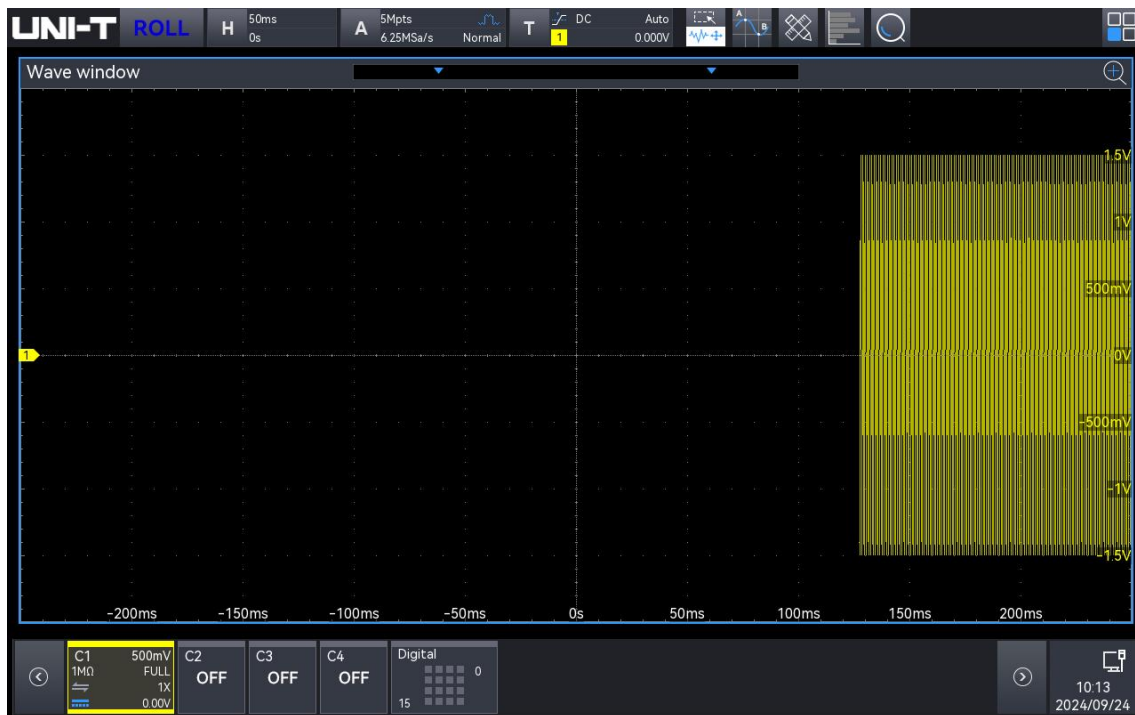 UNI-T ROLL H 50ms 0s A 5Mpts 6.25MSa/s Normal T 1 DC Auto 0.000V A B
Wave window
1.5V
1V
500mV
1 0V
-500mV
-1V
-1.5V
-200ms -150ms -100ms -50ms 0s 50ms 100ms 150ms 200ms
C1 500mV C2 C3 C4 Digital
1MΩ FULL OFF OFF OFF 0
1X
0.00V 15
10:13
2024/09/24